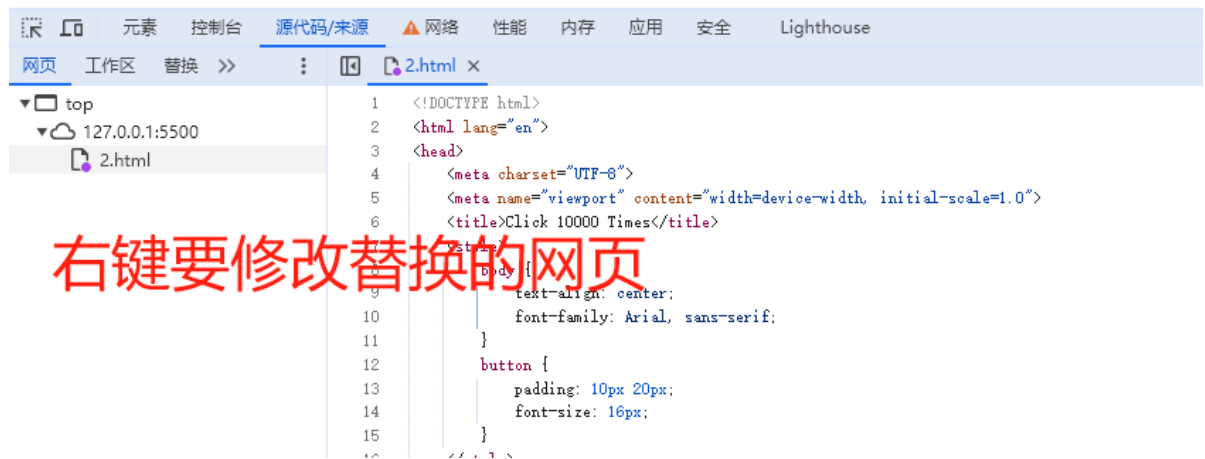 元素 控制台 源代码/来源 网络 性能 内存 应用 安全 Lighthouse
网页 工作区 替换 >> 2.html ×
top
127.0.0.1:5500
2.html
1 <!DOCTYPE html>
2 <html lang="en">
3 <head>
4 <meta charset="UTF-8">
5 <meta name="viewport" content="width=device-width, initial-scale=1.0">
6 <title>Click 10000 Times</title>
7 <style>
右键要修改替换的网页
8 body {
9 text-align: center;
10 font-family: Arial, sans-serif;
11 }
12 button {
13 padding: 10px 20px;
14 font-size: 16px;
15 }